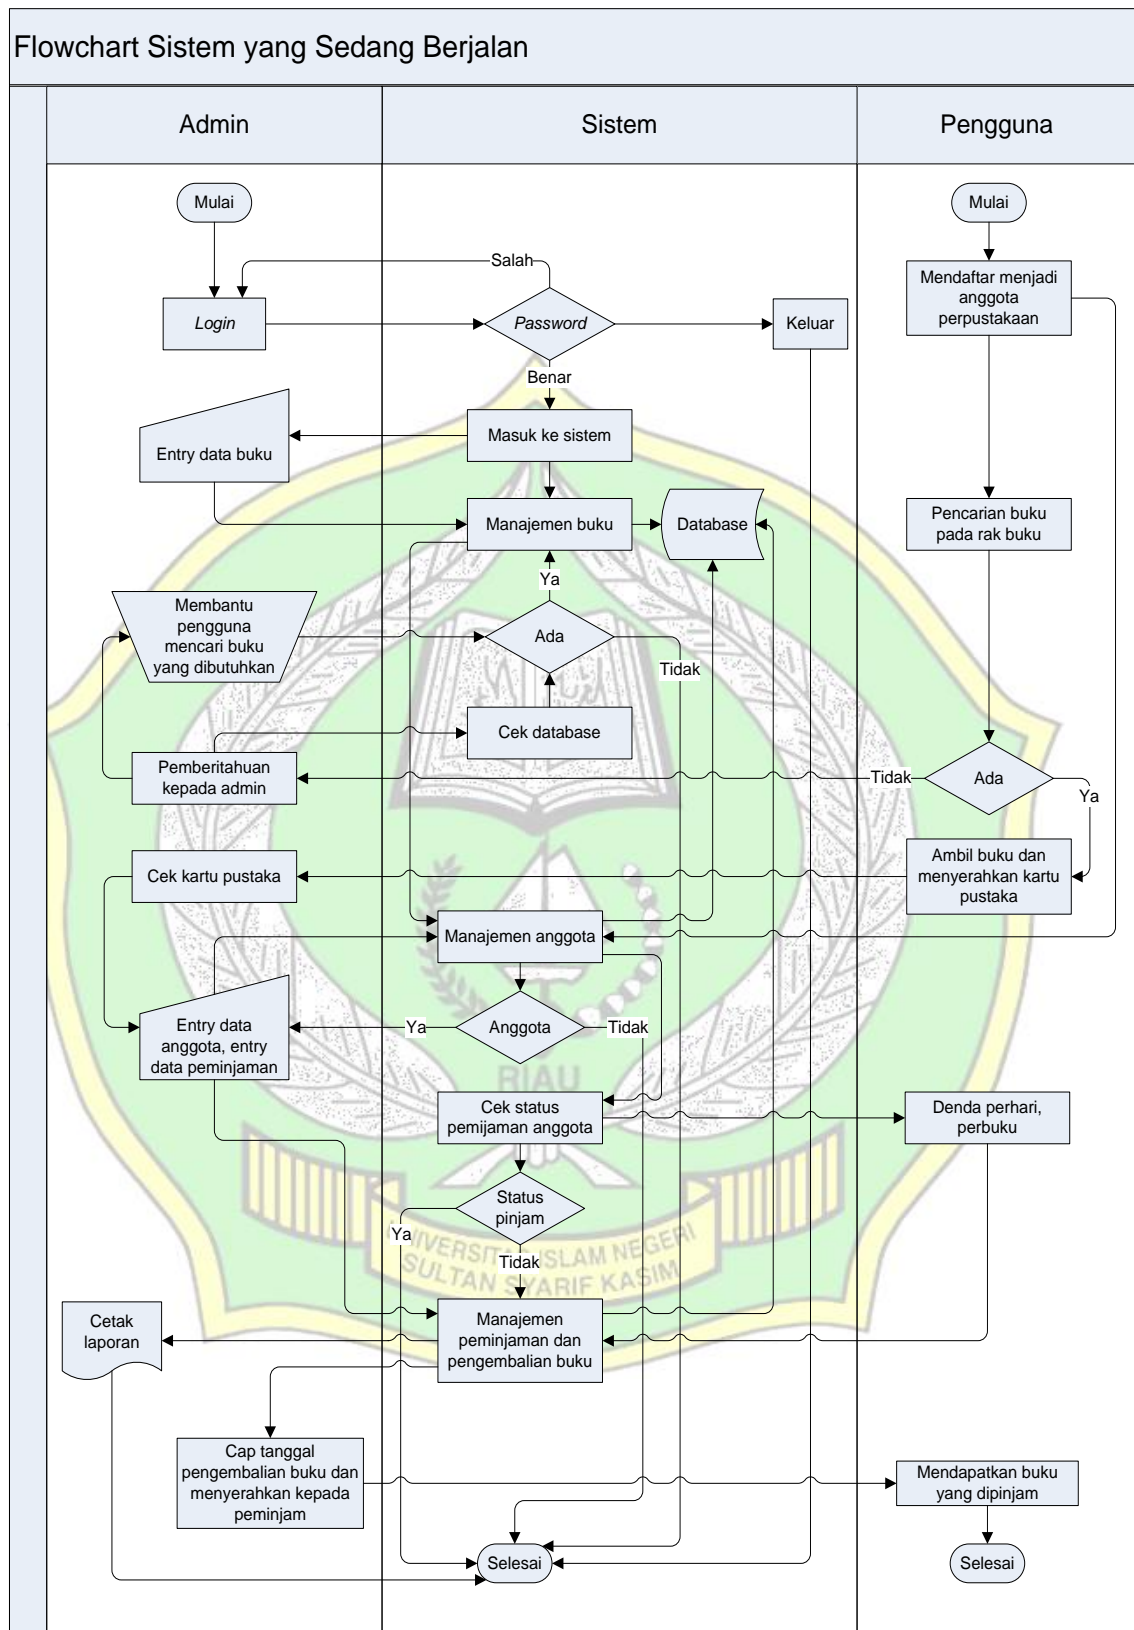 Flowchart Sistem yang Sedang Berjalan
Admin
Sistem
Pengguna
Mulai
Mulai
Salah
Mendaftar menjadi
anggota
perpustakaan
Login
Password
Keluar
Benar
Entry data buku
Masuk ke sistem
Manajemen buku
Database
Pencarian buku
pada rak buku
Ya
Membantu
pengguna
mencari buku
yang dibutuhkan
Ada
Tidak
Cek database
Pemberitahuan
kepada admin
Tidak
Ada
Ya
Cek kartu pustaka
Ambil buku dan
menyerahkan kartu
pustaka
Manajemen anggota
Entry data
anggota, entry
data peminjaman
Ya
Anggota
Tidak
RIAU
Cek status
pemijaman anggota
Denda perhari,
perbuku
Status
pinjam
Ya
Tidak
UNIVERSITAS ISLAM NEGERI
SULTAN SYARIF KASIM
Cetak
laporan
Manajemen
peminjaman dan
pengembalian buku
Cap tanggal
pengembalian buku dan
menyerahkan kepada
peminjam
Mendapatkan buku
yang dipinjam
Selesai
Selesai